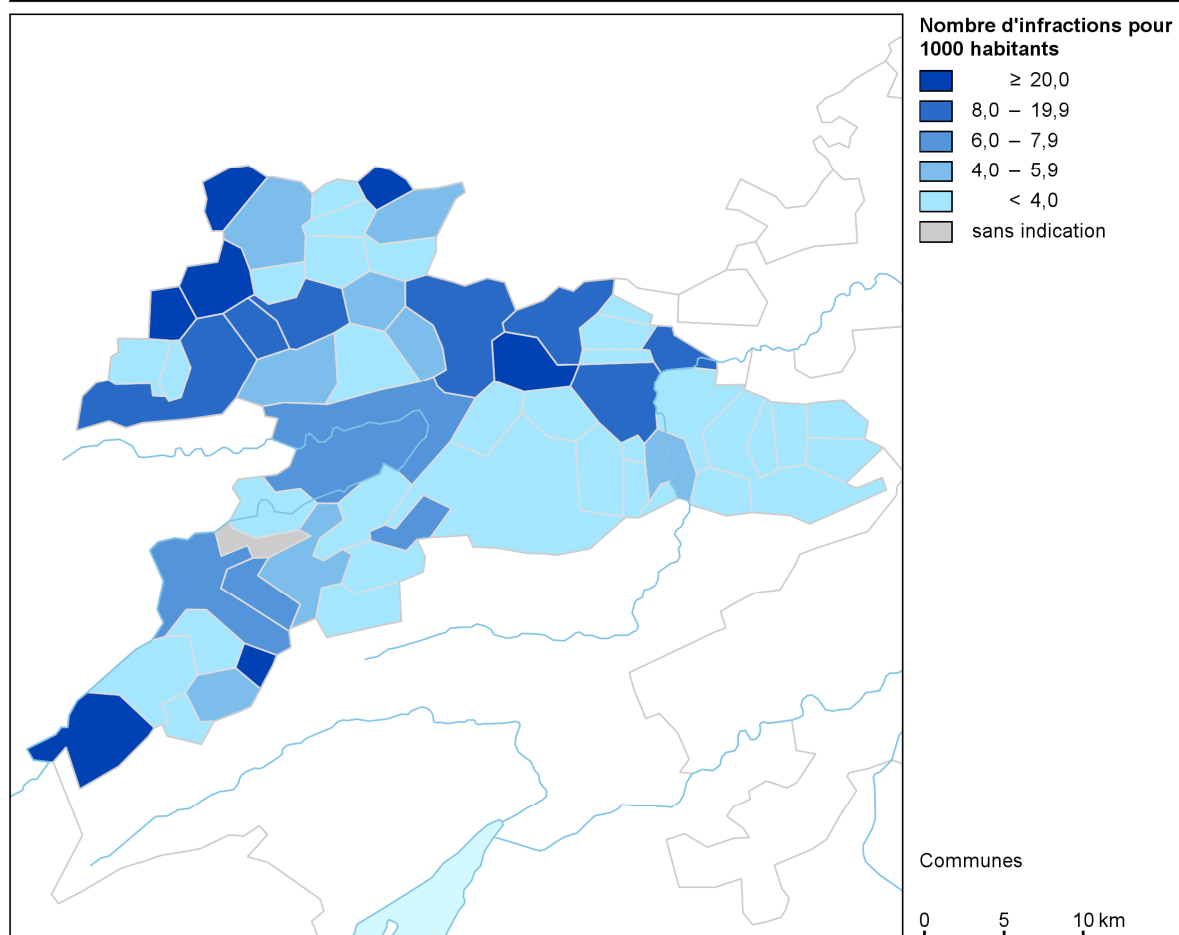 Nombre d'infractions pour
1000 habitants
≥ 20,0
8,0 – 19,9
6,0 – 7,9
4,0 – 5,9
< 4,0
sans indication
Communes
0 5 10 km